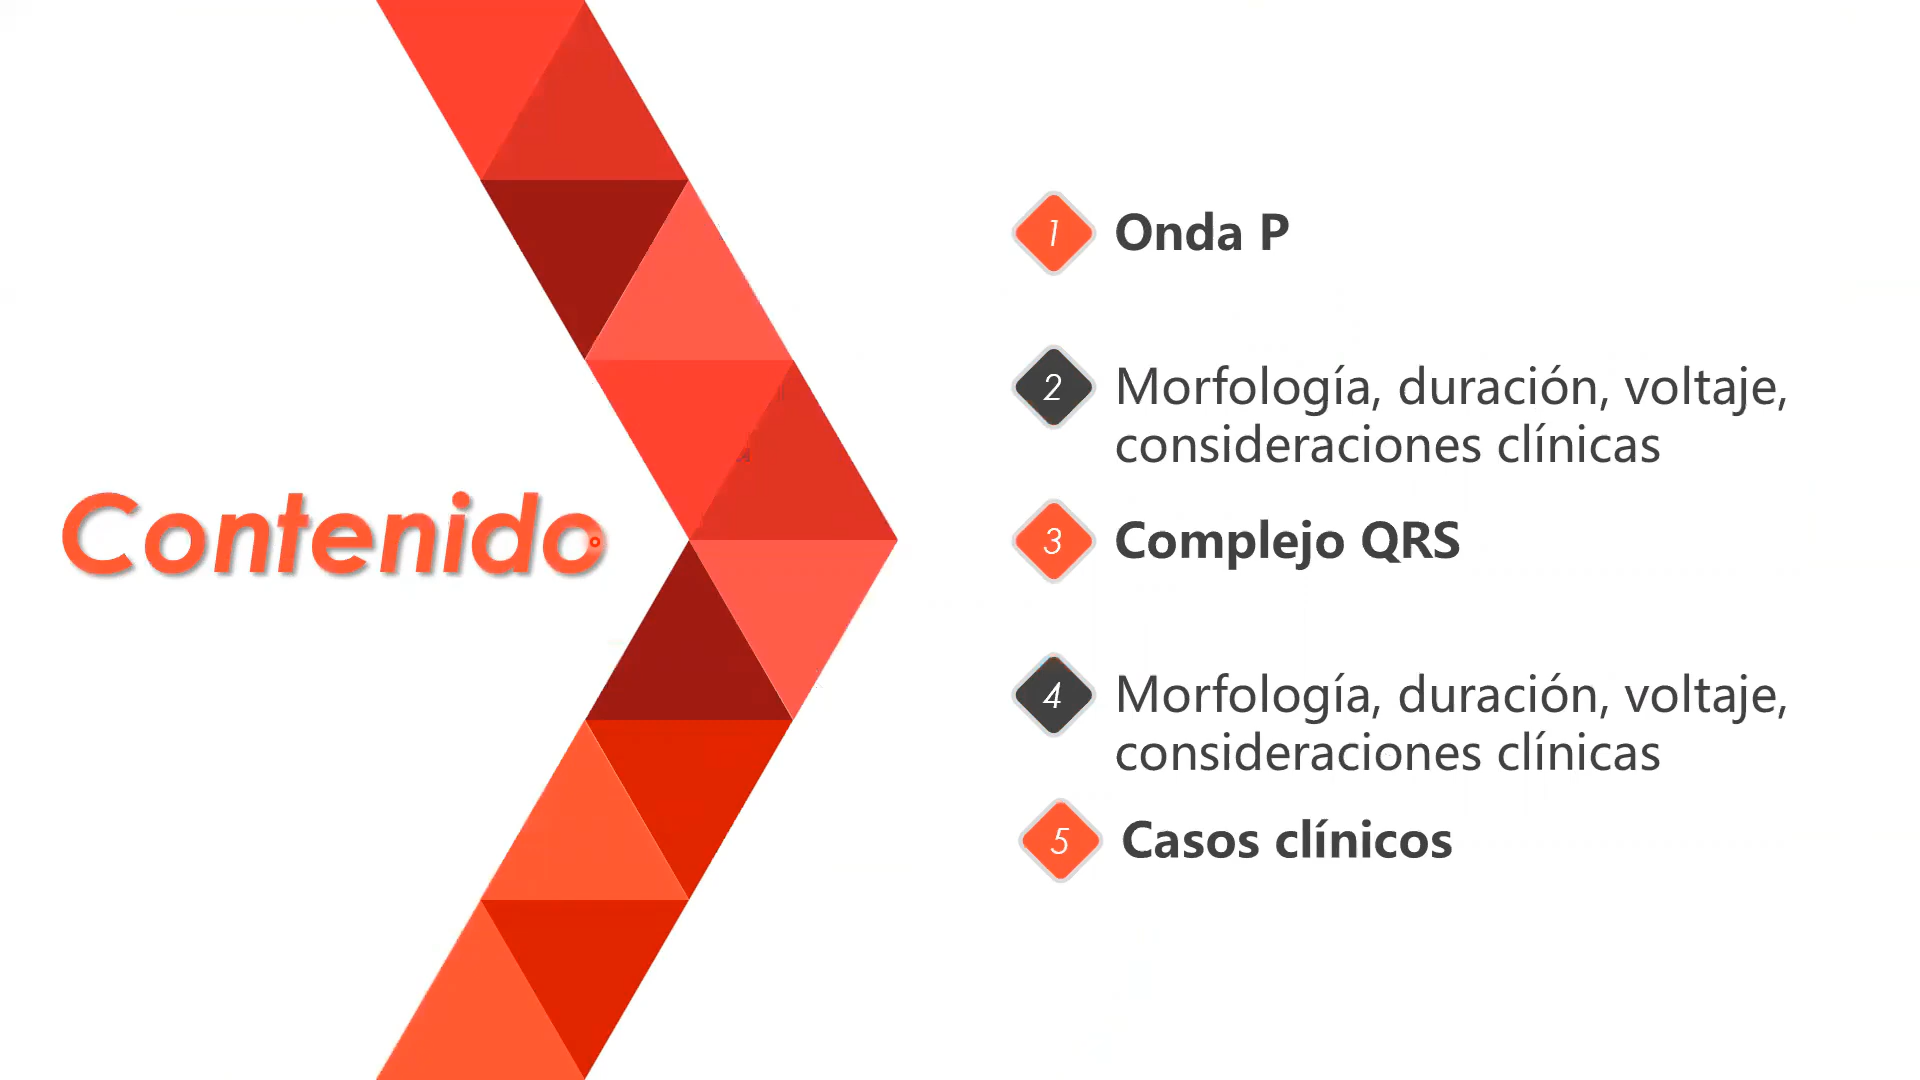 Contenido
1 Onda P
2 Morfología, duración, voltaje,
consideraciones clínicas
3 Complejo QRS
4 Morfología, duración, voltaje,
consideraciones clínicas
5 Casos clínicos